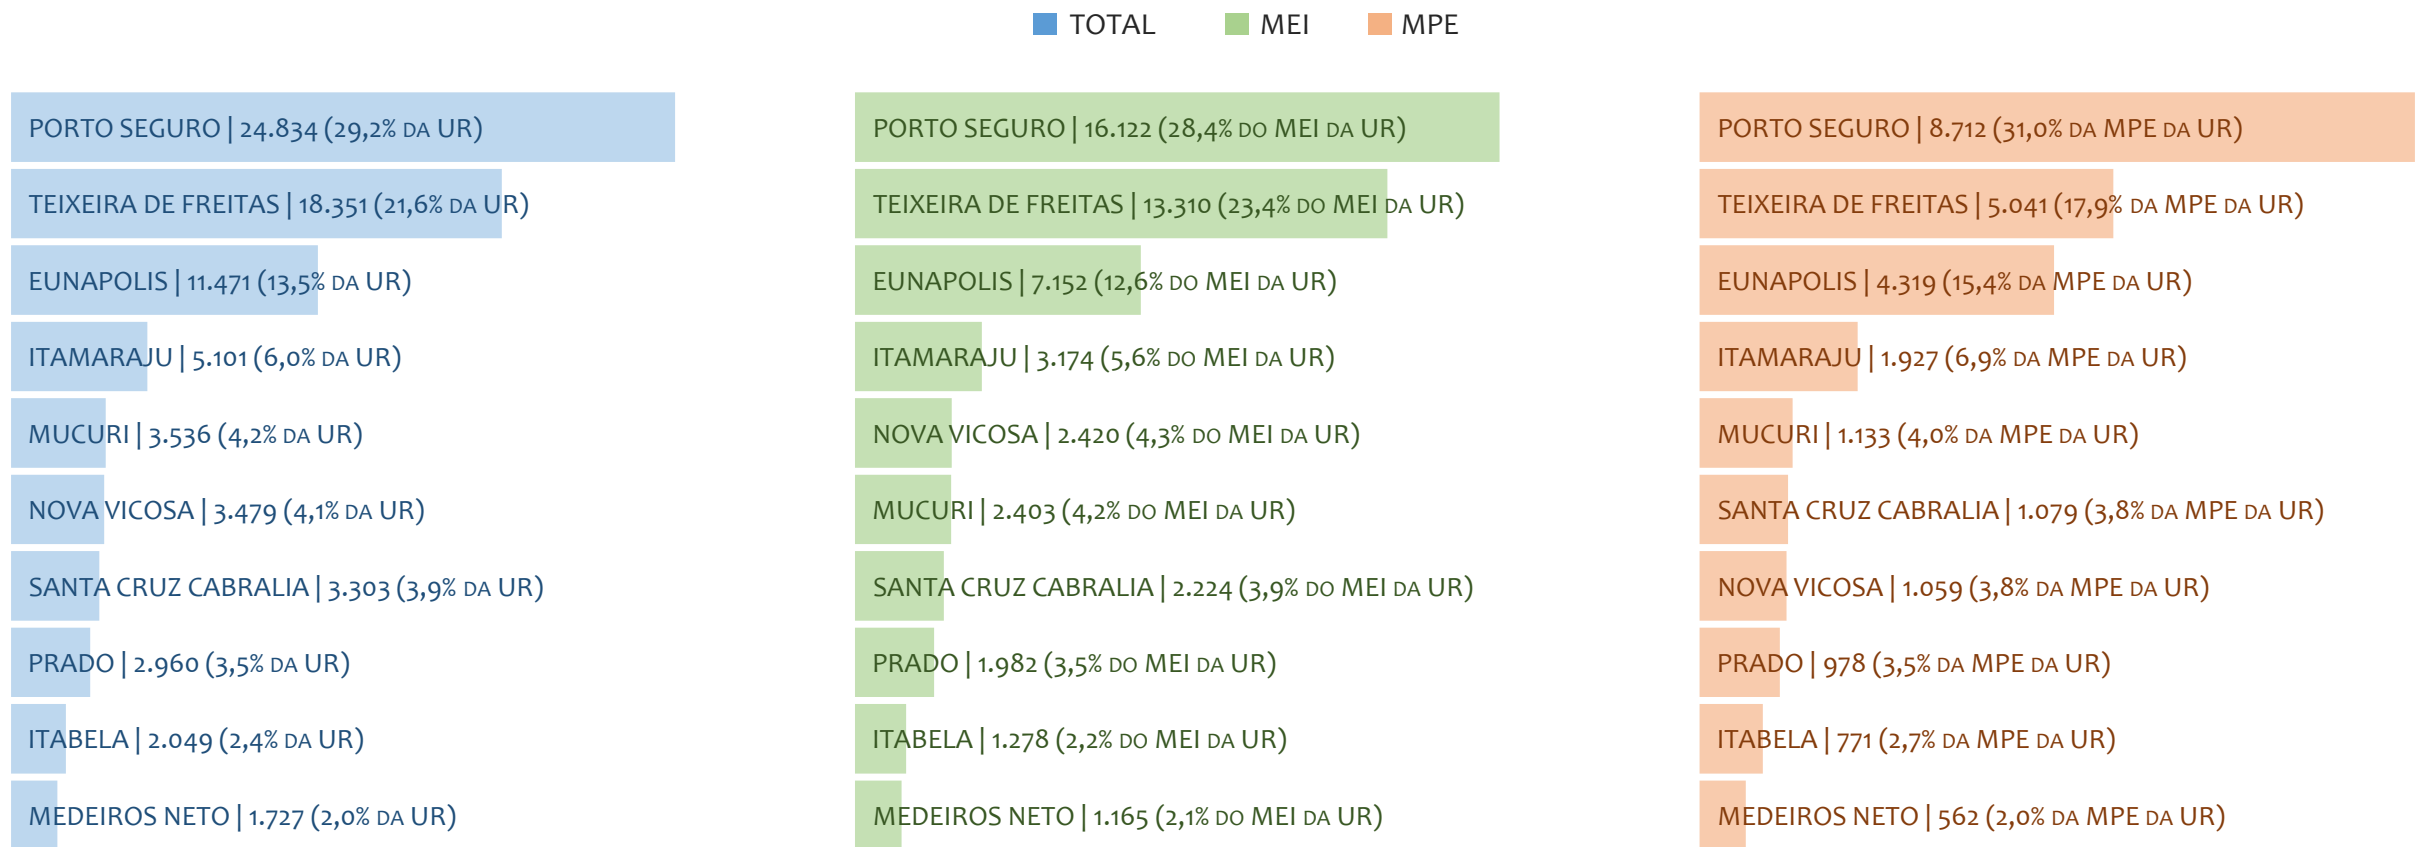 TOTAL MEI MPE
PORTO SEGURO | 24.834 (29,2% DA UR)
TEIXEIRA DE FREITAS | 18.351 (21,6% DA UR)
EUNAPOLIS | 11.471 (13,5% DA UR)
ITAMARAJU | 5.101 (6,0% DA UR)
MUCURI | 3.536 (4,2% DA UR)
NOVA VICOSA | 3.479 (4,1% DA UR)
SANTA CRUZ CABRALIA | 3.303 (3,9% DA UR)
PRADO | 2.960 (3,5% DA UR)
ITABELA | 2.049 (2,4% DA UR)
MEDEIROS NETO | 1.727 (2,0% DA UR)
PORTO SEGURO | 16.122 (28,4% DO MEI DA UR)
TEIXEIRA DE FREITAS | 13.310 (23,4% DO MEI DA UR)
EUNAPOLIS | 7.152 (12,6% DO MEI DA UR)
ITAMARAJU | 3.174 (5,6% DO MEI DA UR)
NOVA VICOSA | 2.420 (4,3% DO MEI DA UR)
MUCURI | 2.403 (4,2% DO MEI DA UR)
SANTA CRUZ CABRALIA | 2.224 (3,9% DO MEI DA UR)
PRADO | 1.982 (3,5% DO MEI DA UR)
ITABELA | 1.278 (2,2% DO MEI DA UR)
MEDEIROS NETO | 1.165 (2,1% DO MEI DA UR)
PORTO SEGURO | 8.712 (31,0% DA MPE DA UR)
TEIXEIRA DE FREITAS | 5.041 (17,9% DA MPE DA UR)
EUNAPOLIS | 4.319 (15,4% DA MPE DA UR)
ITAMARAJU | 1.927 (6,9% DA MPE DA UR)
MUCURI | 1.133 (4,0% DA MPE DA UR)
SANTA CRUZ CABRALIA | 1.079 (3,8% DA MPE DA UR)
NOVA VICOSA | 1.059 (3,8% DA MPE DA UR)
PRADO | 978 (3,5% DA MPE DA UR)
ITABELA | 771 (2,7% DA MPE DA UR)
MEDEIROS NETO | 562 (2,0% DA MPE DA UR)